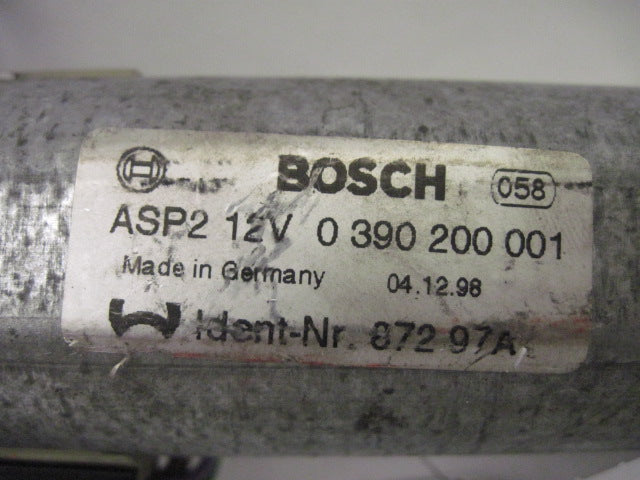 BOSCH 058
ASP2 12V 0 390 200 001
Made in Germany 04.12.98
Ident-Nr. 872 97A